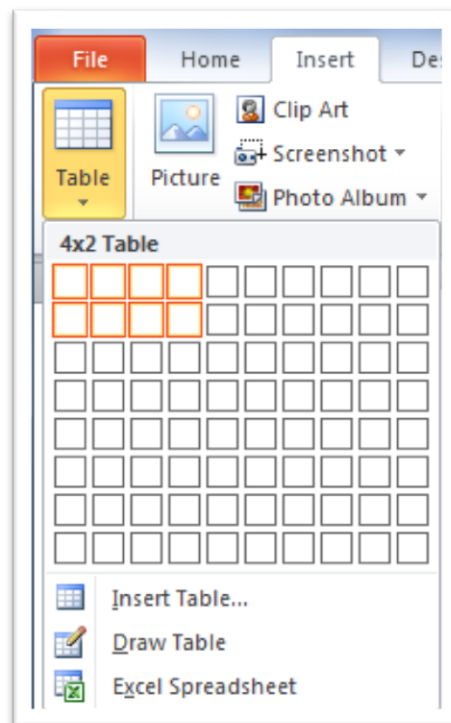 File Home Insert De
Clip Art
Screenshot
Table Picture
Photo Album
4x2 Table
Insert Table...
Draw Table
Excel Spreadsheet